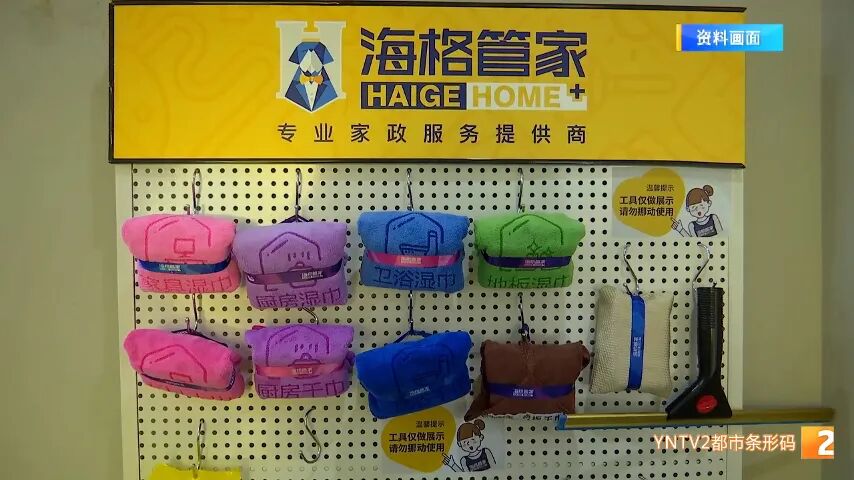 资料画面
海格管家
HAIGE HOME+
专业家政服务提供商
温馨提示
工具仅做展示
请勿挪动使用
家具湿巾
厨房湿巾
卫浴湿巾
地板湿巾
厨房干巾
温馨提示
工具仅做展示
请勿挪动使用
YNTV2都市条形码 2